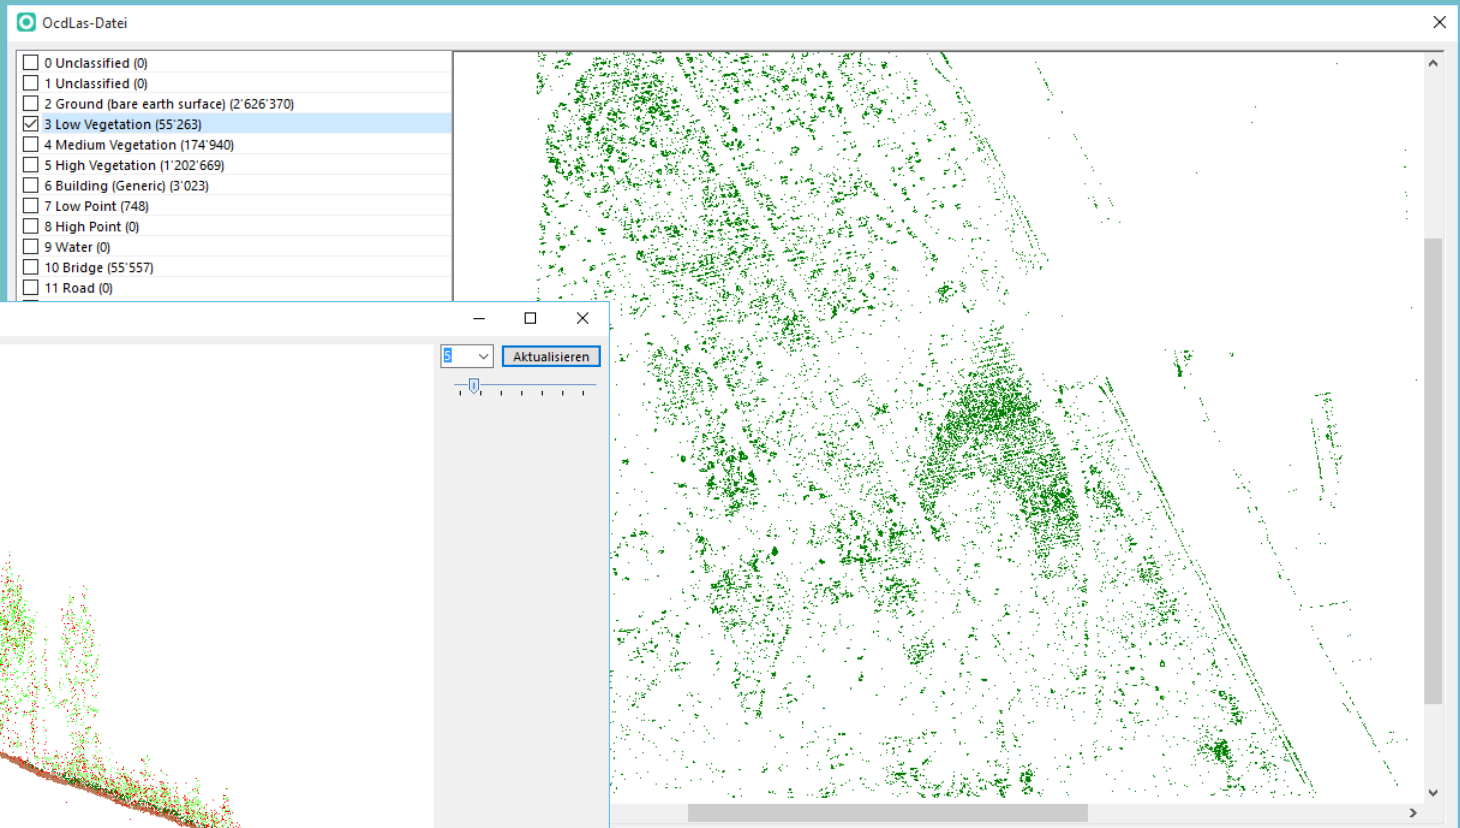 OcdLas-Datei
0 Unclassified (0)
1 Unclassified (0)
2 Ground (bare earth surface) (2'626'370)
3 Low Vegetation (55'263)
4 Medium Vegetation (174'940)
5 High Vegetation (1'202'669)
6 Building (Generic) (3'023)
7 Low Point (748)
8 High Point (0)
9 Water (0)
10 Bridge (55'557)
11 Road (0)
5
Aktualisieren